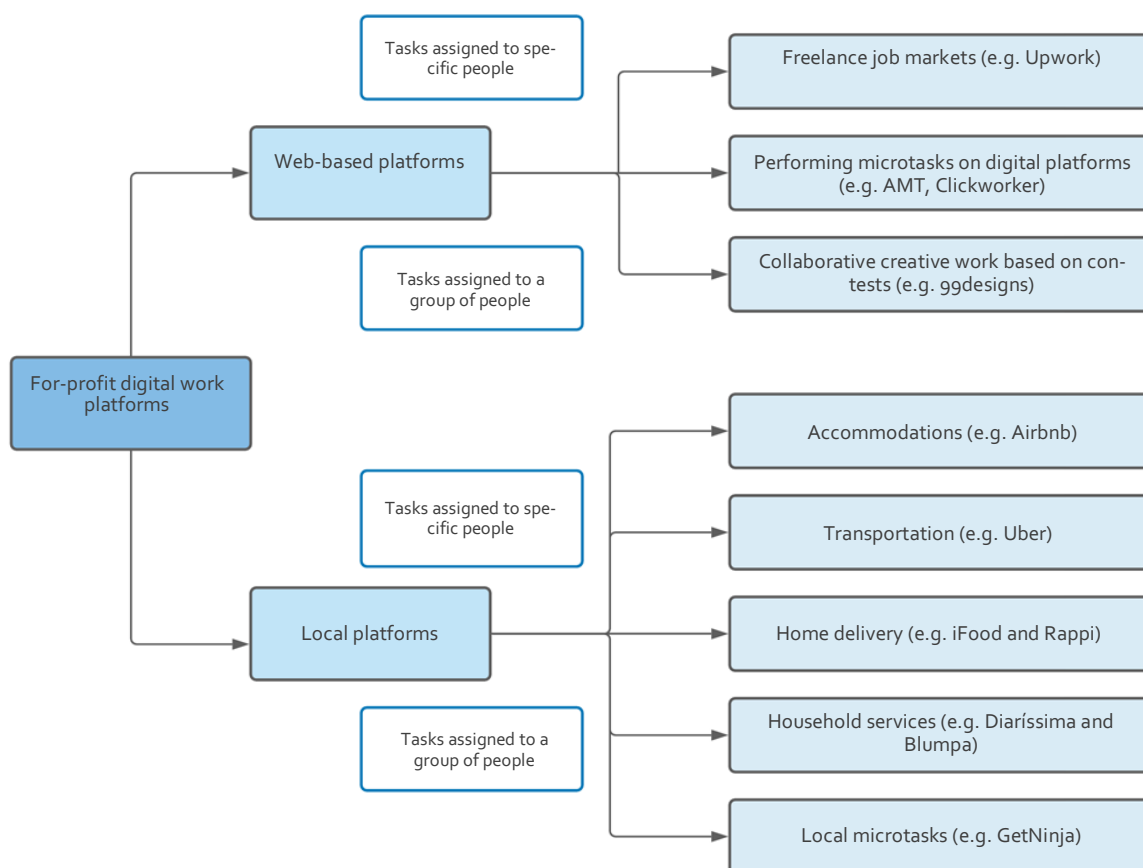 Tasks assigned to spe-
cific people
Freelance job markets (e.g. Upwork)
Web-based platforms
Performing microtasks on digital platforms
(e.g. AMT, Clickworker)
Tasks assigned to a
group of people
Collaborative creative work based on con-
tests (e.g. 99designs)
For-profit digital work
platforms
Accommodations (e.g. Airbnb)
Tasks assigned to spe-
cific people
Transportation (e.g. Uber)
Local platforms
Home delivery (e.g. iFood and Rappi)
Tasks assigned to a
group of people
Household services (e.g. Diaríssima and
Blumpa)
Local microtasks (e.g. GetNinja)